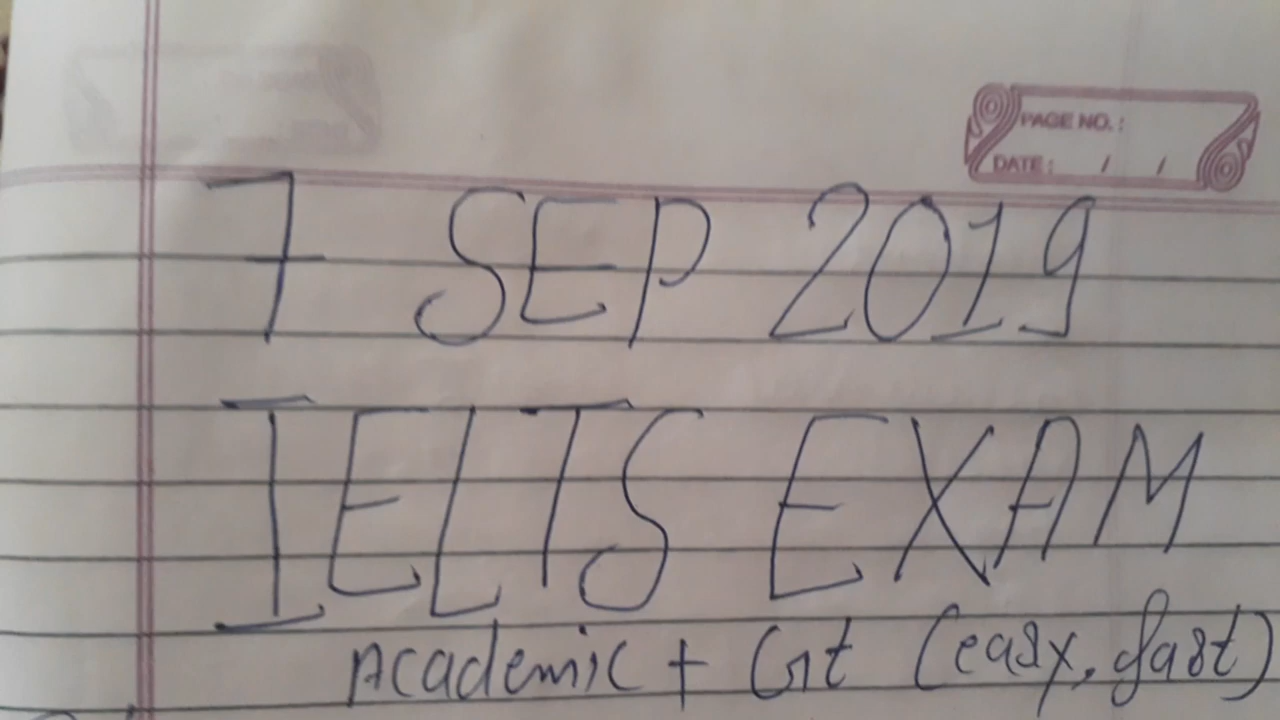 PAGE NO.:
DATE: / /
7 SEP 2019
IELTS EXAM
Academic + Gt (easy, fast)